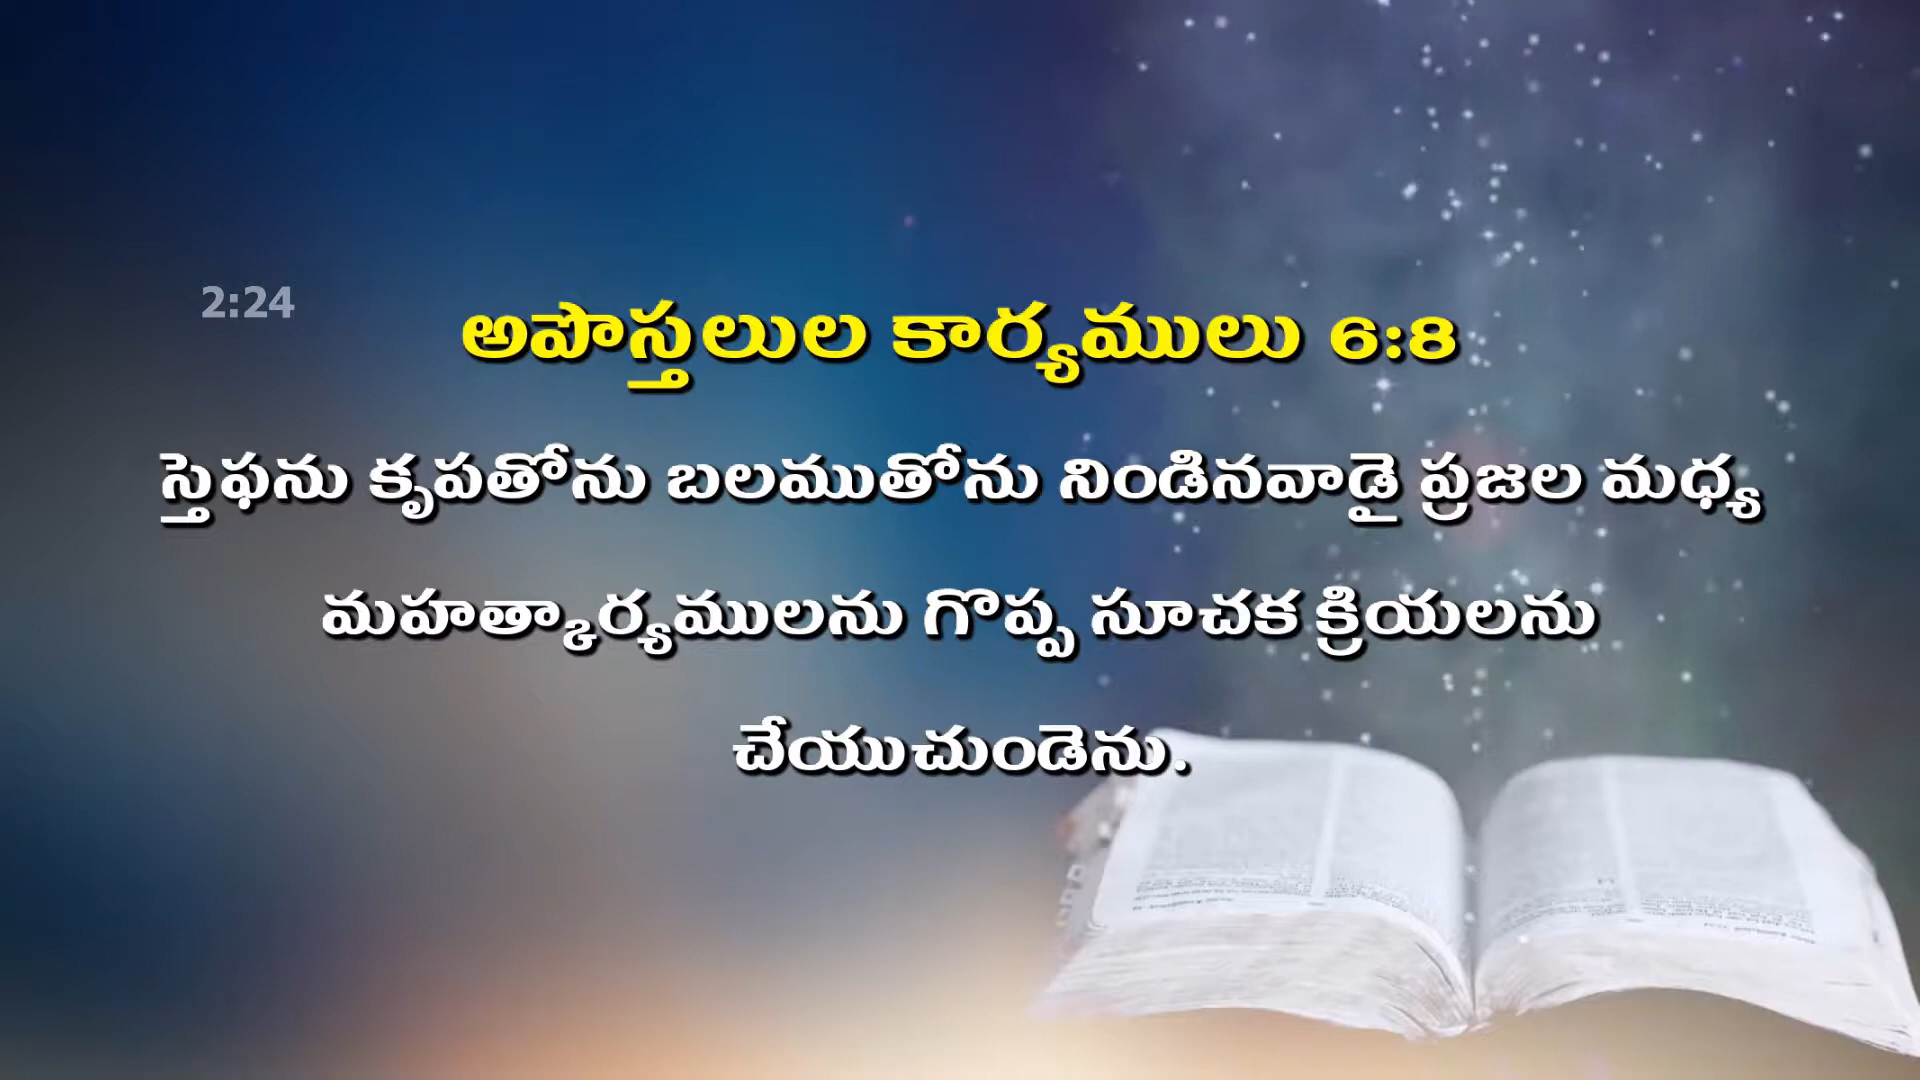 2:24
అపొస్తలుల కార్యములు 6:8
స్తెఫను కృపతోను బలముతోను నిండినవాడై ప్రజల మధ్య
మహత్కార్యములను గొప్ప సూచక క్రియలను
చేయుచుండెను.